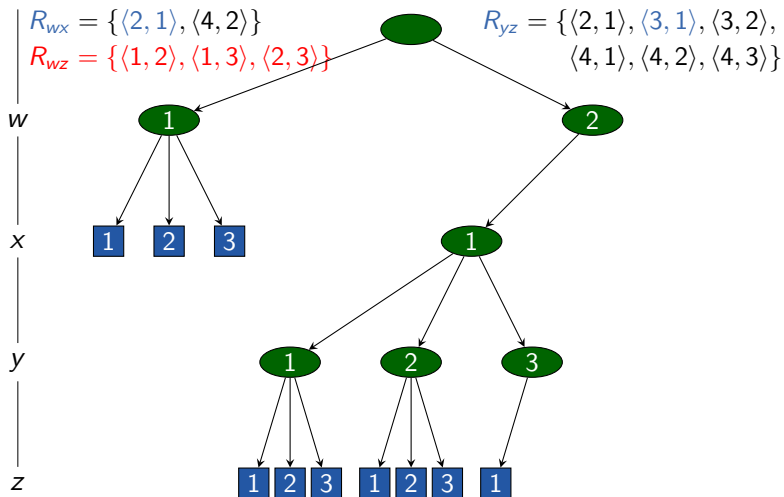 R_wx = {⟨2, 1⟩, ⟨4, 2⟩}
R_wz = {⟨1, 2⟩, ⟨1, 3⟩, ⟨2, 3⟩}
R_yz = {⟨2, 1⟩, ⟨3, 1⟩, ⟨3, 2⟩,
⟨4, 1⟩, ⟨4, 2⟩, ⟨4, 3⟩}
w 1 2
x 1 2 3 1
y 1 2 3
z 1 2 3 1 2 3 1